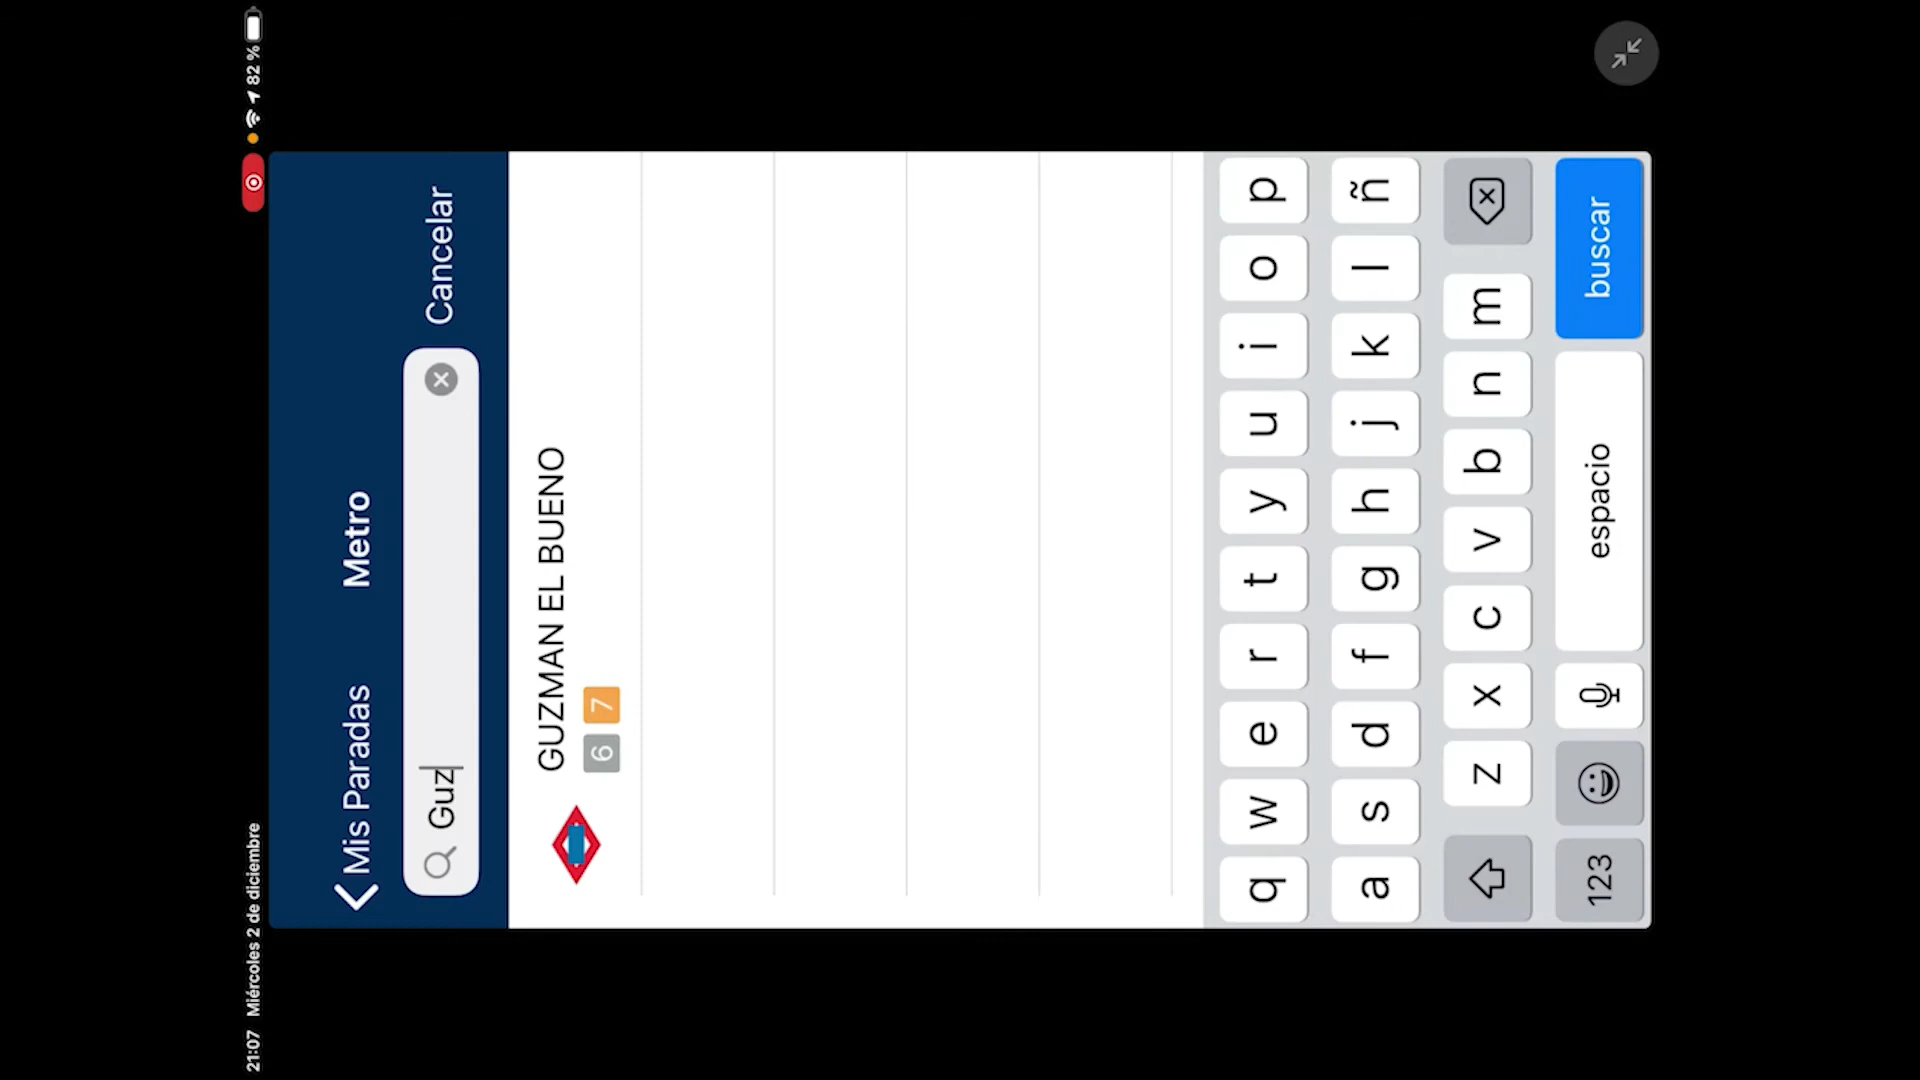 21:07 Miércoles 2 de diciembre 82 %
Mis Paradas Metro
Guz Cancelar
GUZMAN EL BUENO
6 7
q w e r t y u i o p
a s d f g h j k l ñ
z x c v b n m
123 espacio buscar